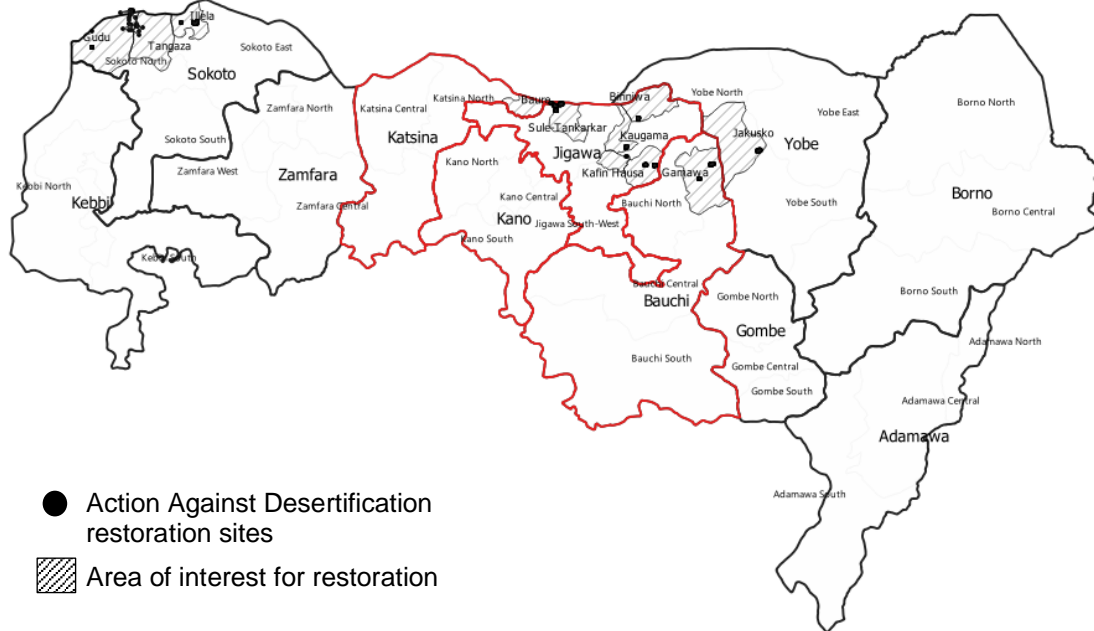 Illela
Gudu
Tangaza
Sokoto East
Sokoto North
Sokoto
Binniwa
Yobe North
Baure
Katsina North
Zamfara North
Katsina Central
Borno North
Yobe East
Sule Tankarkar
Kaugama
Jakusko
Katsina
Sokoto South
Yobe
Jigawa
Kano North
Zamfara West
Kafin Hausa
Gamawa
Zamfara
Kebbi North
Borno
Kano Central
Kebbi
Zamfara Central
Bauchi North
Yobe South
Borno Central
Kano
Jigawa South-West
Kano South
Kebbi South
Bauchi Central
Borno South
Gombe North
Bauchi
Gombe
Adamawa North
Bauchi South
Gombe Central
Gombe South
Adamawa Central
Adamawa
Adamawa South
Action Against Desertification
restoration sites
Area of interest for restoration